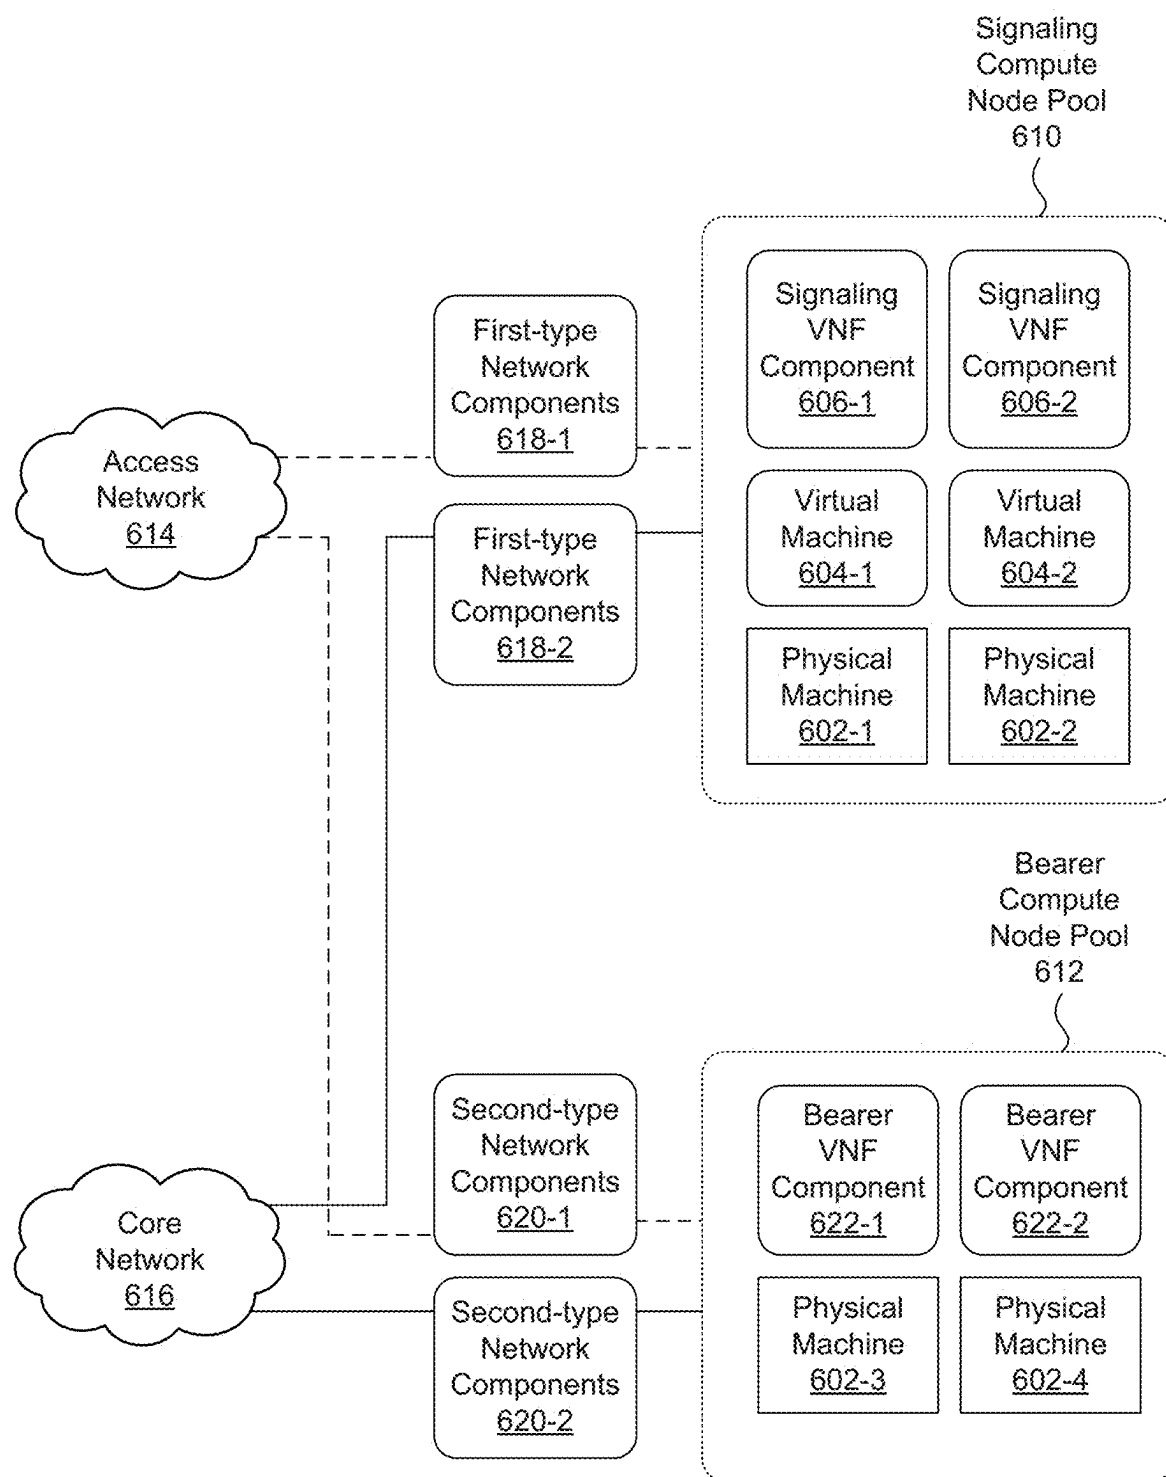 Signaling
Compute
Node Pool
610
Signaling
VNF
Component
606-1
Signaling
VNF
Component
606-2
First-type
Network
Components
618-1
Access
Network
614
Virtual
Machine
604-1
Virtual
Machine
604-2
First-type
Network
Components
618-2
Physical
Machine
602-1
Physical
Machine
602-2
Bearer
Compute
Node Pool
612
Second-type
Network
Components
620-1
Bearer
VNF
Component
622-1
Bearer
VNF
Component
622-2
Core
Network
616
Second-type
Network
Components
620-2
Physical
Machine
602-3
Physical
Machine
602-4